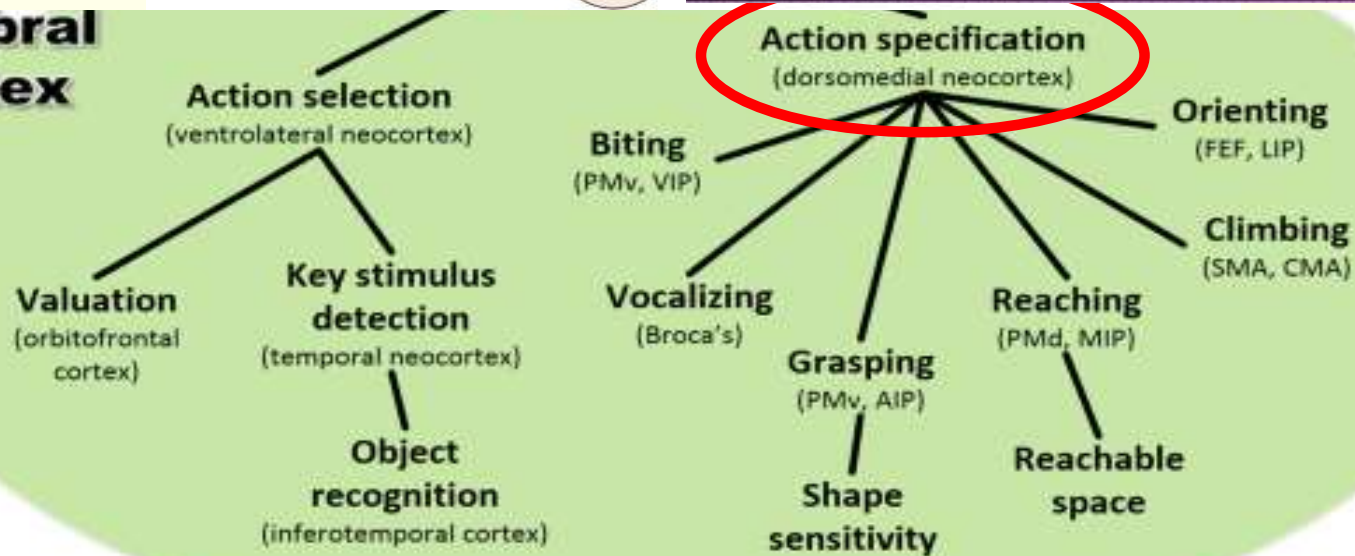 Action specification
(dorsomedial neocortex)
ex
Action selection
(ventrolateral neocortex)
Biting
(PMv, VIP)
Orienting
(FEF, LIP)
Climbing
(SMA, CMA)
Valuation
(orbitofrontal
cortex)
Key stimulus
detection
(temporal neocortex)
Vocalizing
(Broca's)
Reaching
(PMd, MIP)
Grasping
(PMv, AIP)
Object
recognition
(inferotemporal cortex)
Shape
sensitivity
Reachable
space